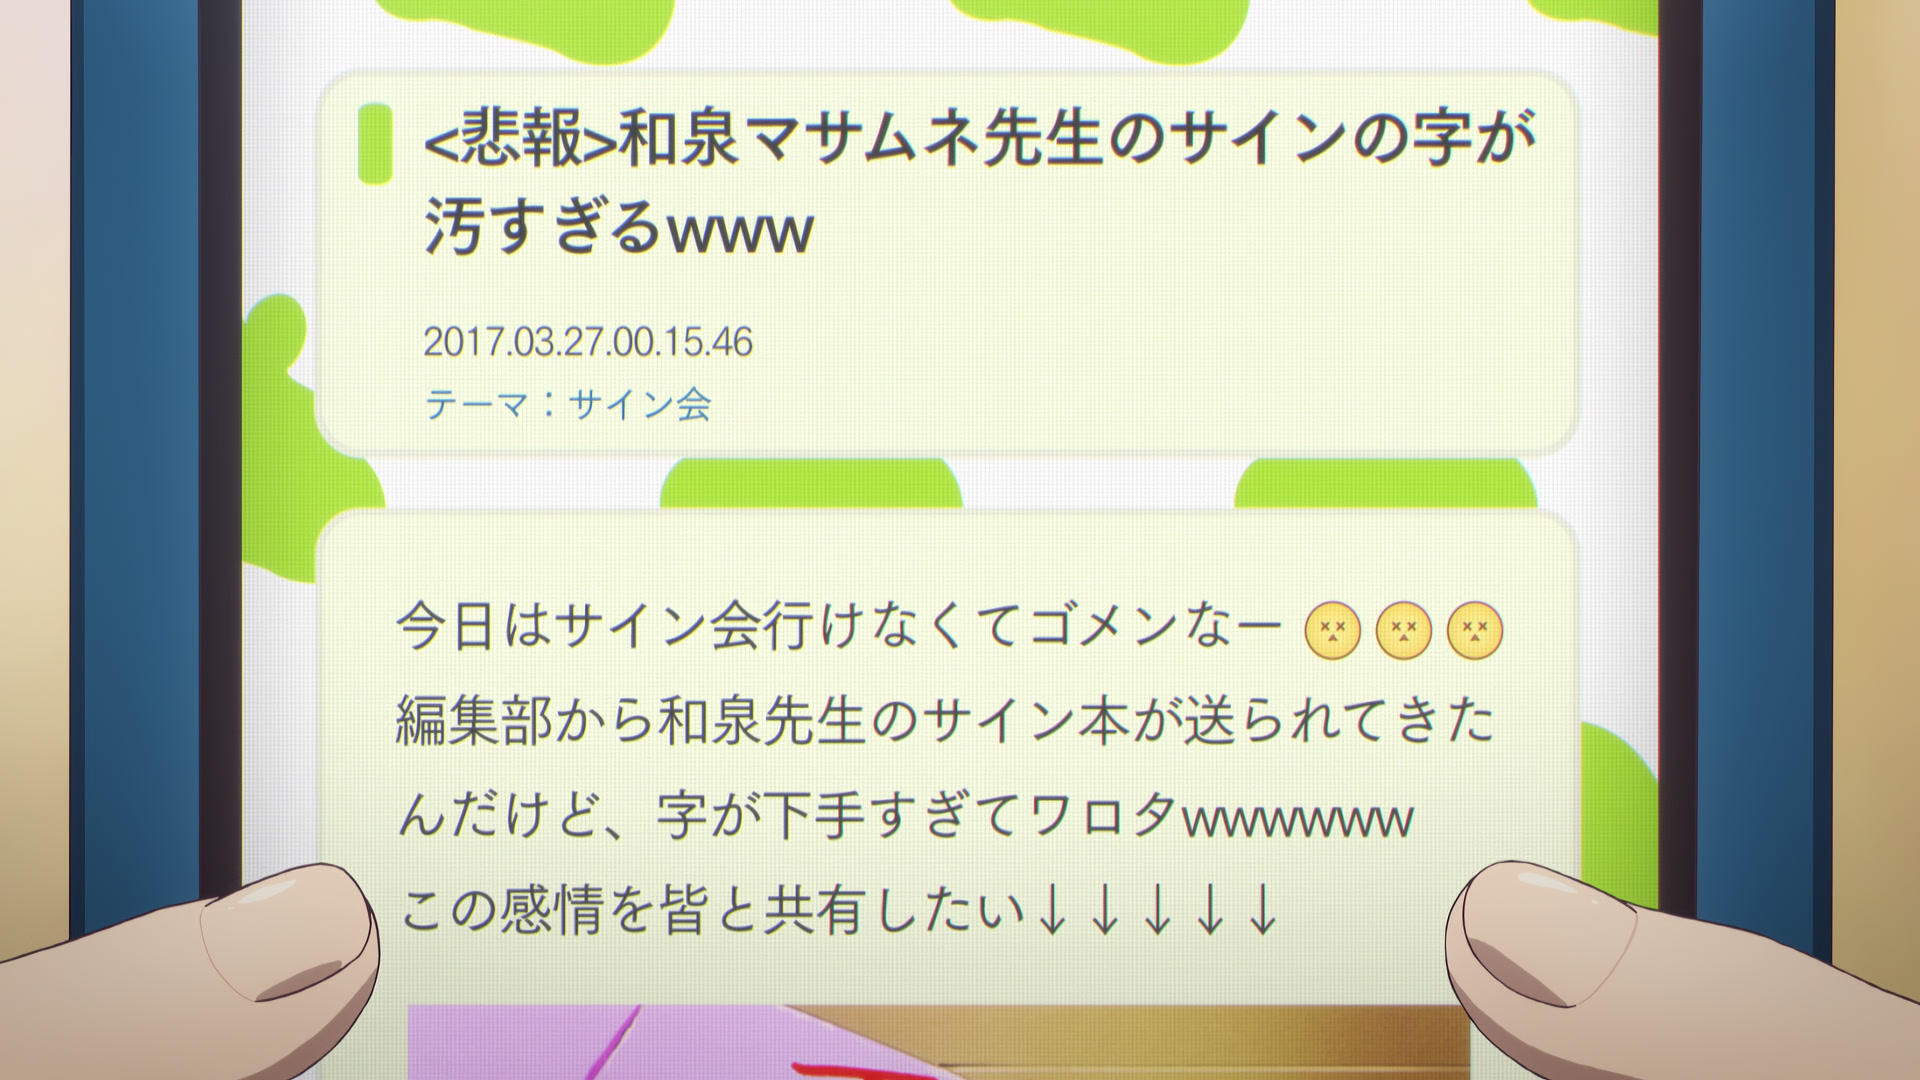 <悲報>和泉マサムネ先生のサインの字が
汚すぎるwww
2017.03.27.00.15.46
テーマ：サイン会
今日はサイン会行けなくてゴメンなー
編集部から和泉先生のサイン本が送られてきた
んだけど、字が下手すぎてワロタwwwwww
この感情を皆と共有したい↓↓↓↓↓